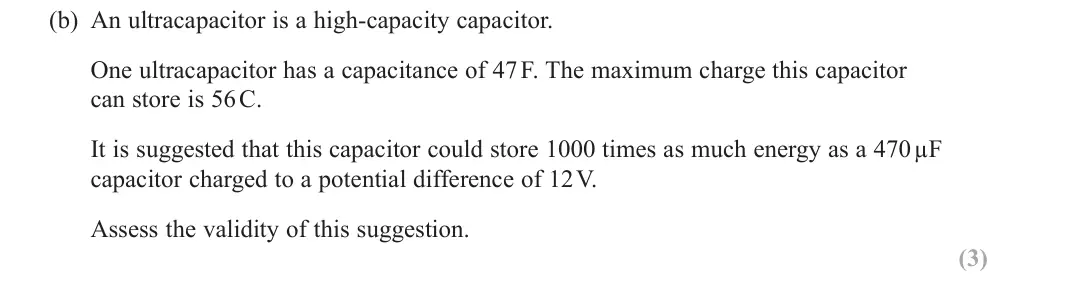 (b) An ultracapacitor is a high-capacity capacitor.
One ultracapacitor has a capacitance of 47 F. The maximum charge this capacitor
can store is 56 C.
It is suggested that this capacitor could store 1000 times as much energy as a 470 µF
capacitor charged to a potential difference of 12 V.
Assess the validity of this suggestion.
(3)